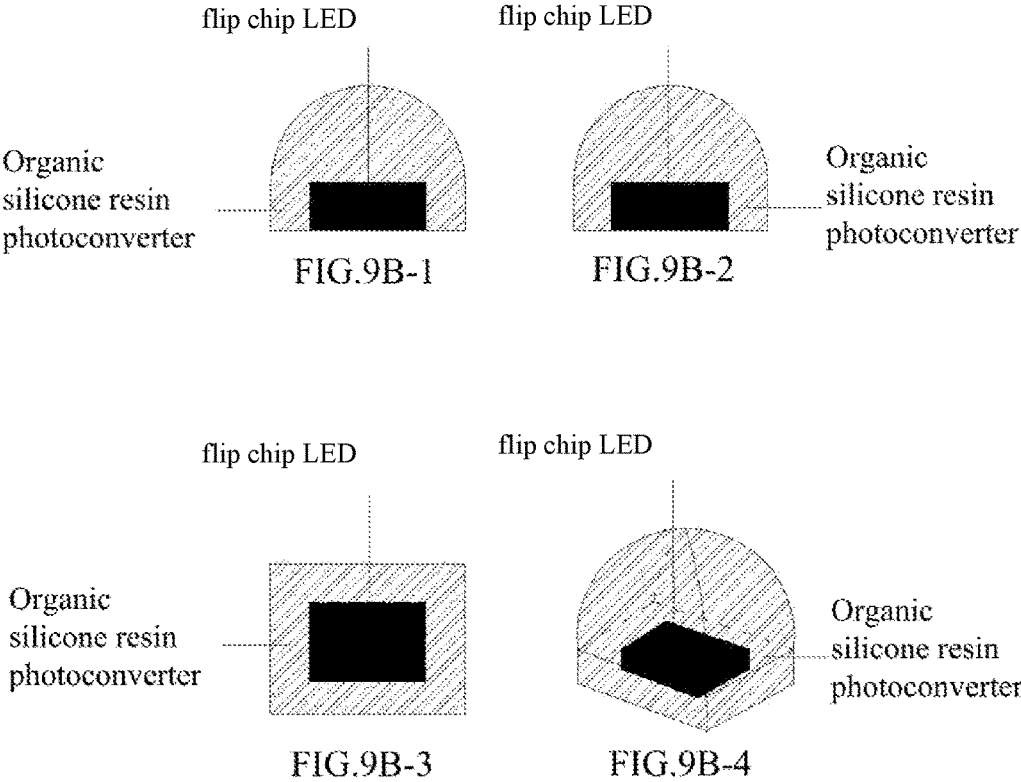 flip chip LED
flip chip LED
Organic
silicone resin
photoconverter
Organic
silicone resin
photoconverter
FIG.9B-1
FIG.9B-2
flip chip LED
flip chip LED
Organic
silicone resin
photoconverter
Organic
silicone resin
photoconverter
FIG.9B-3
FIG.9B-4